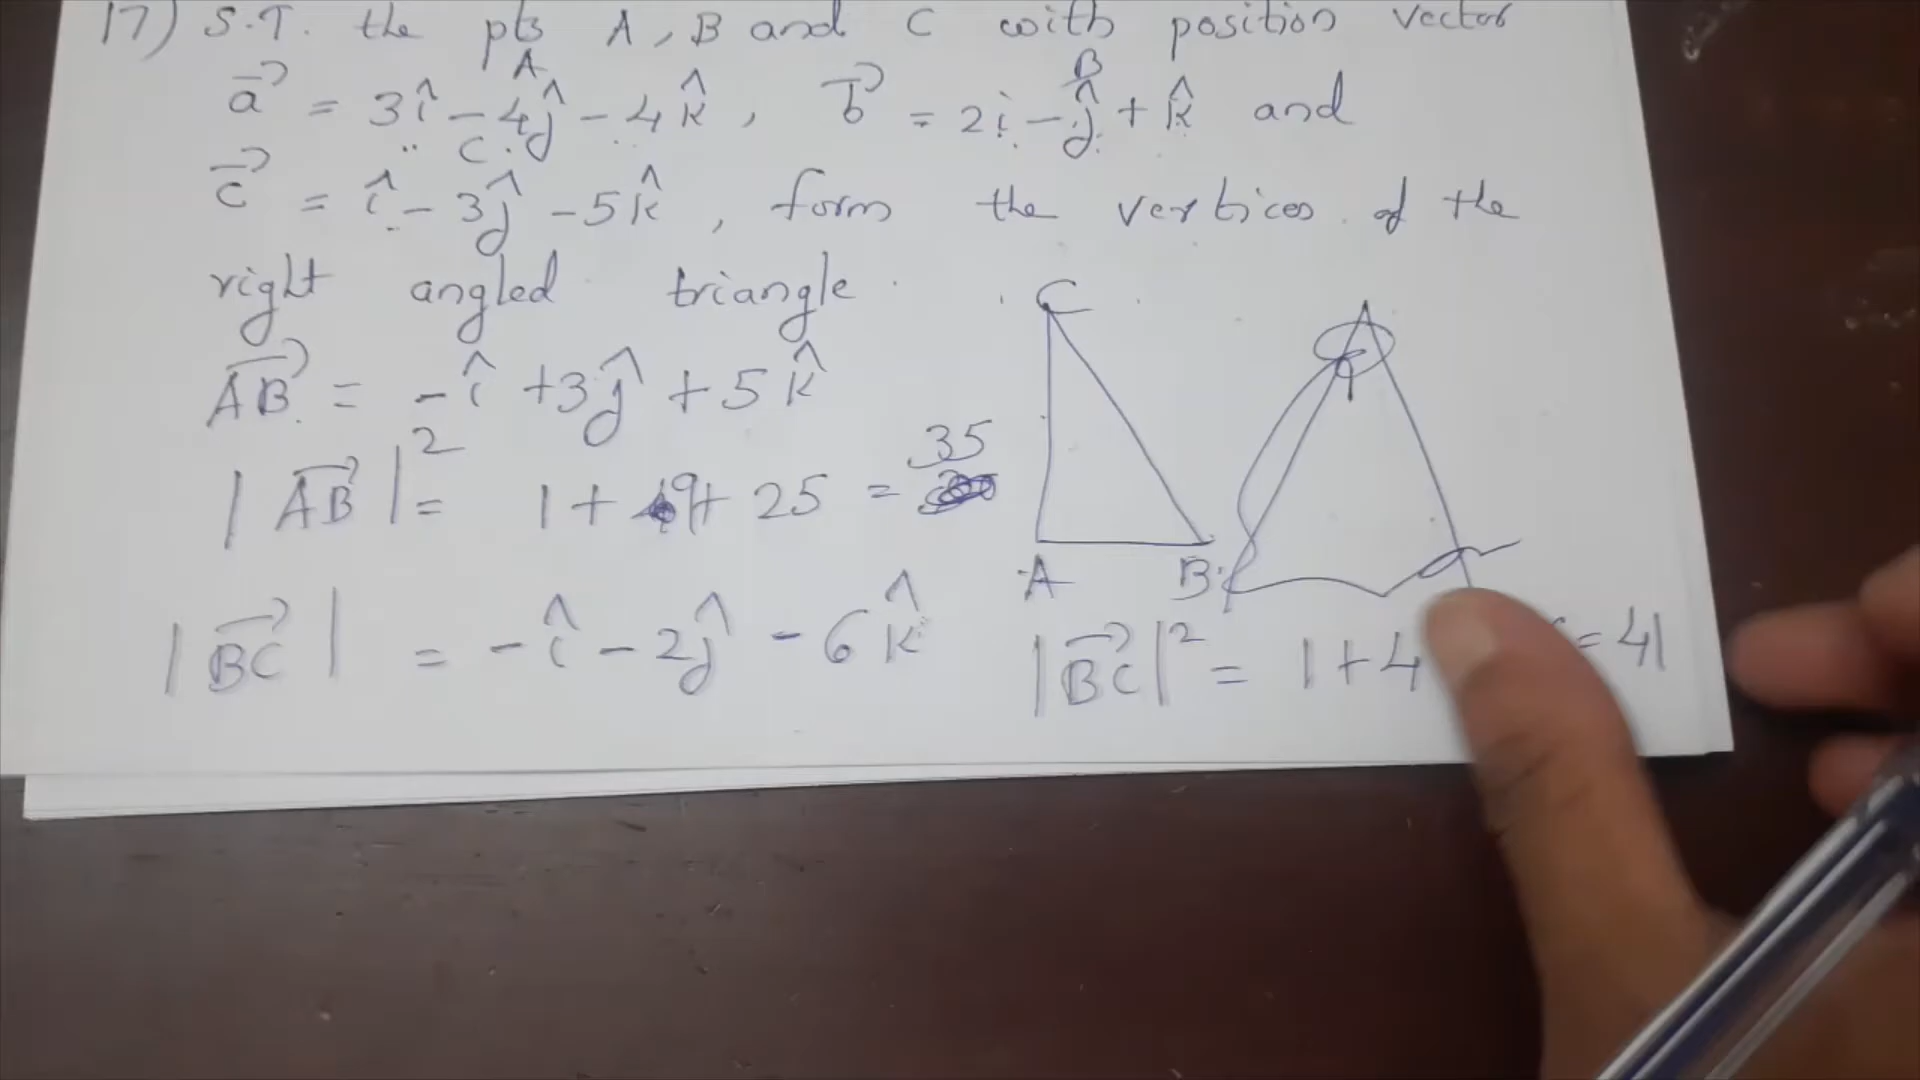 17) S.T. the pts A, B and C with position vector
A B
a⃗ = 3î - 4ĵ - 4k̂, b⃗ = 2i - ĵ + k̂ and
C
c⃗ = î - 3ĵ - 5k̂, form the vertices of the
right angled triangle.
C
AB⃗ = -î + 3ĵ + 5k̂
|AB⃗|² = 1 + 9 + 25 = 35
A B
|BC⃗| = -î - 2ĵ - 6k̂ |BC⃗|² = 1 + 4 = 41